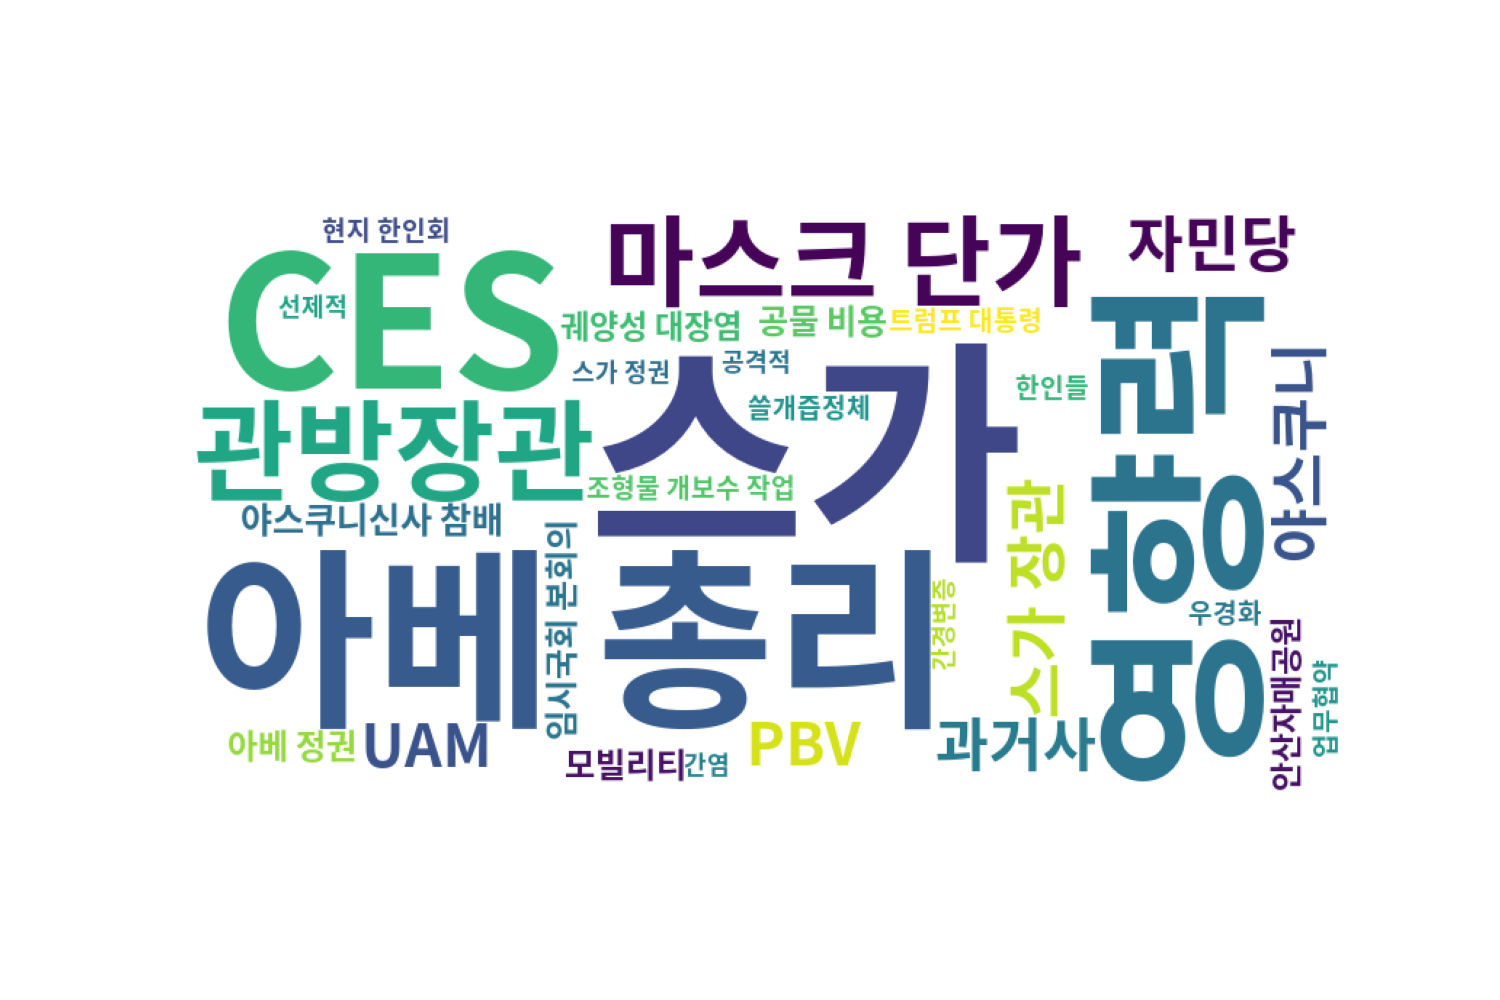 현지 한인회
마스크 단가
자민당
CES
선제적
궤양성 대장염
공물 비용
트럼프 대통령
스가 정권
공격적
스가
쓸개즙정체
한인들
영향력
야스쿠니
관방장관
조형물 개보수 작업
야스쿠니신사 참배
임시국회 본회의
스가 장관
아베 총리
간경변증
우경화
안산자매공원
업무협약
아베 정권
UAM
모빌리티
간염
PBV
과거사